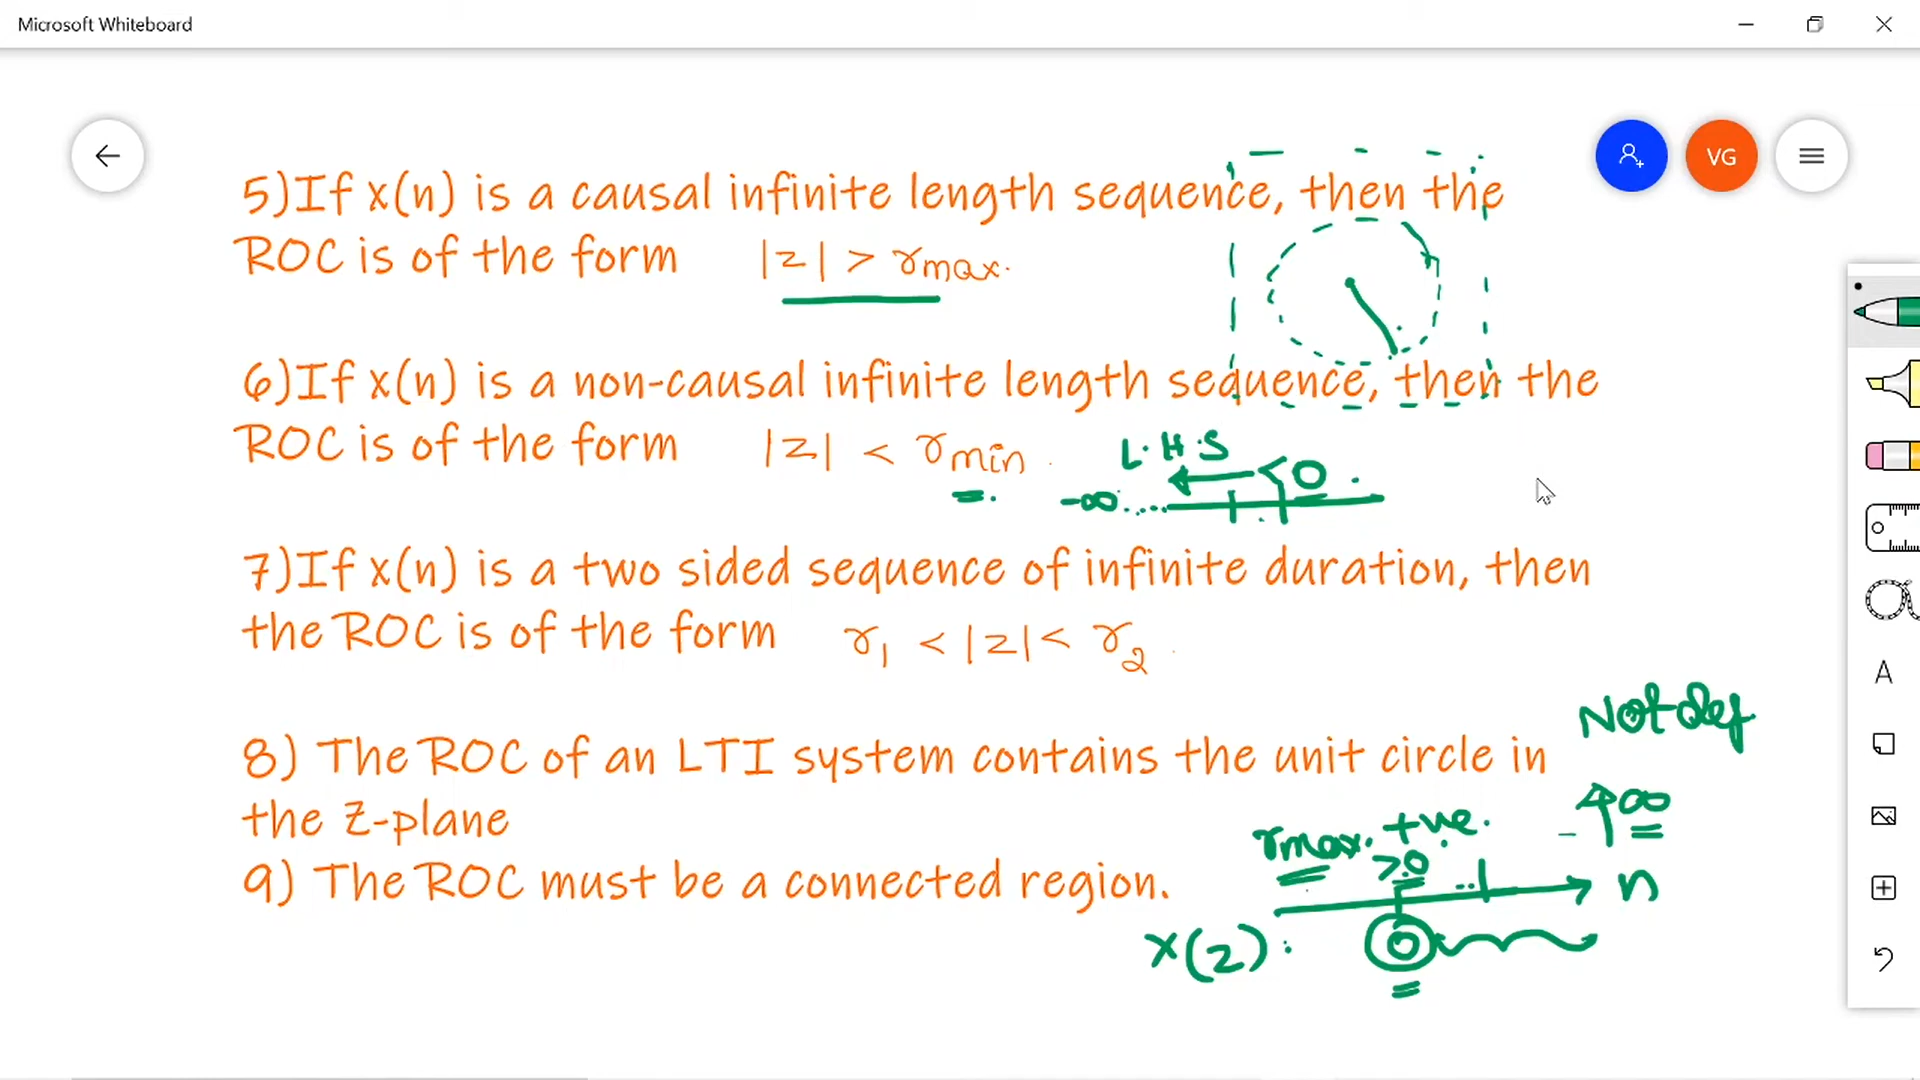 Microsoft Whiteboard
VG
5)If x(n) is a causal infinite length sequence, then the
ROC is of the form |z| > rmax.
6)If x(n) is a non-causal infinite length sequence, then the
ROC is of the form |z| < rmin
L.H.S
<0
-∞ .....
7)If x(n) is a two sided sequence of infinite duration, then
the ROC is of the form r1 < |z| < r2
Not def
8) The ROC of an LTI system contains the unit circle in
the Z-plane
∞
rmax. +ve.
>0
9) The ROC must be a connected region.
n
X(z):
0
A